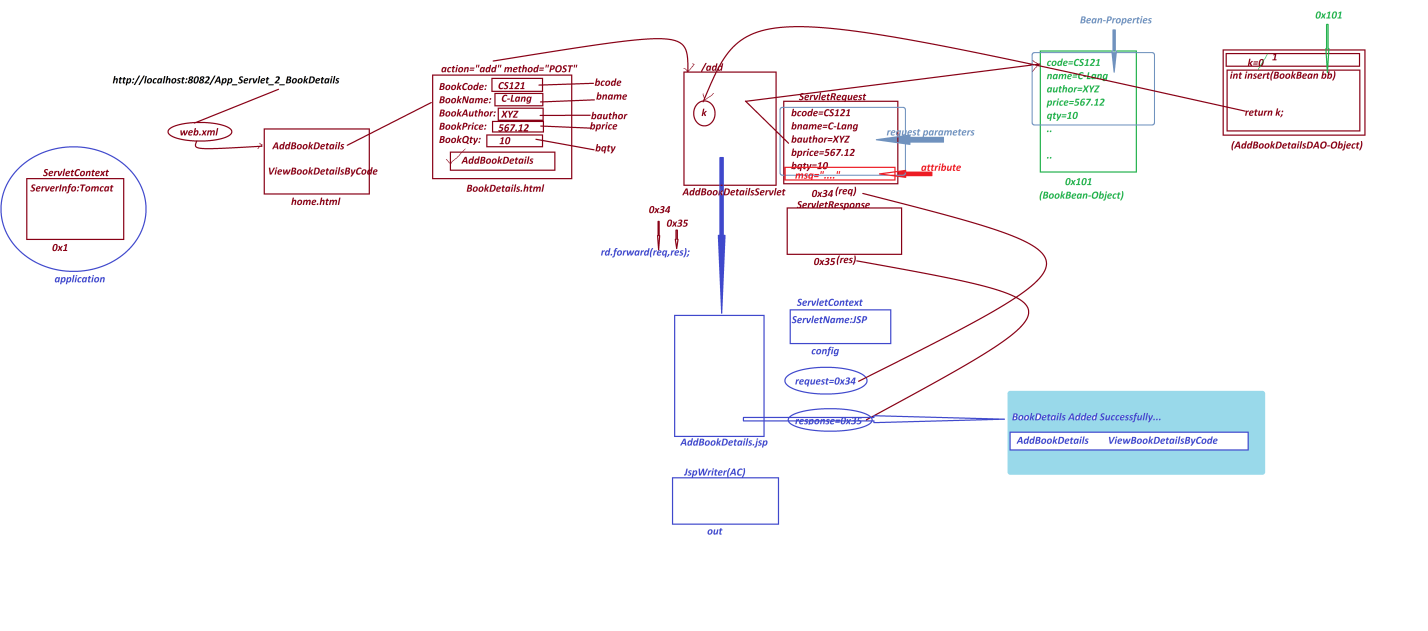 http://localhost:8082/App_Servlet_2_BookDetails
web.xml
ServletContext
ServerInfo:Tomcat
0x1
application
AddBookDetails
ViewBookDetailsByCode
home.html
action="add" method="POST"
BookCode: CS121 bcode
BookName: C-Lang bname
BookAuthor: XYZ bauthor
BookPrice: 567.12 bprice
BookQty: 10 bqty
AddBookDetails
BookDetails.html
/add
k
AddBookDetailsServlet
ServletRequest
bcode=CS121
bname=C-Lang
bauthor=XYZ
bprice=567.12
bqty=10
msg="...."
request parameters
attribute
0x34 (req)
ServletResponse
0x35 (res)
0x34
0x35
rd.forward(req,res);
Bean-Properties
code=CS121
name=C-Lang
author=XYZ
price=567.12
qty=10
..
..
0x101
(BookBean-Object)
0x101
k=0 1
int insert(BookBean bb)
return k;
(AddBookDetailsDAO-Object)
ServletContext
ServletName:JSP
config
request=0x34
response=0x35
AddBookDetails.jsp
JspWriter(AC)
out
BookDetails Added Successfully...
AddBookDetails ViewBookDetailsByCode